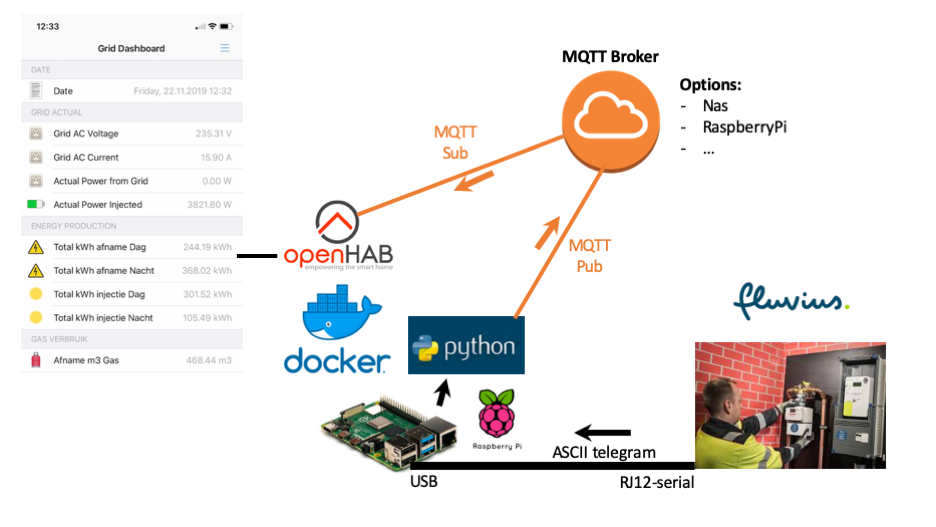 12:33
Grid Dashboard
DATE
Date Friday, 22.11.2019 12:32
GRID ACTUAL
Grid AC Voltage 235.31 V
Grid AC Current 15.90 A
Actual Power from Grid 0.00 W
Actual Power Injected 3821.80 W
ENERGY PRODUCTION
Total kWh afname Dag 244.19 kWh
Total kWh afname Nacht 368.02 kWh
Total kWh injectie Dag 301.52 kWh
Total kWh injectie Nacht 105.49 kWh
GAS VERBRUIK
Afname m3 Gas 468.44 m3
MQTT Broker
Options:
- Nas
- RaspberryPi
- ...
MQTT
Sub
MQTT
Pub
openHAB
empowering the smart home
docker
python
Raspberry Pi
fluvius.
ASCII telegram
USB
RJ12-serial